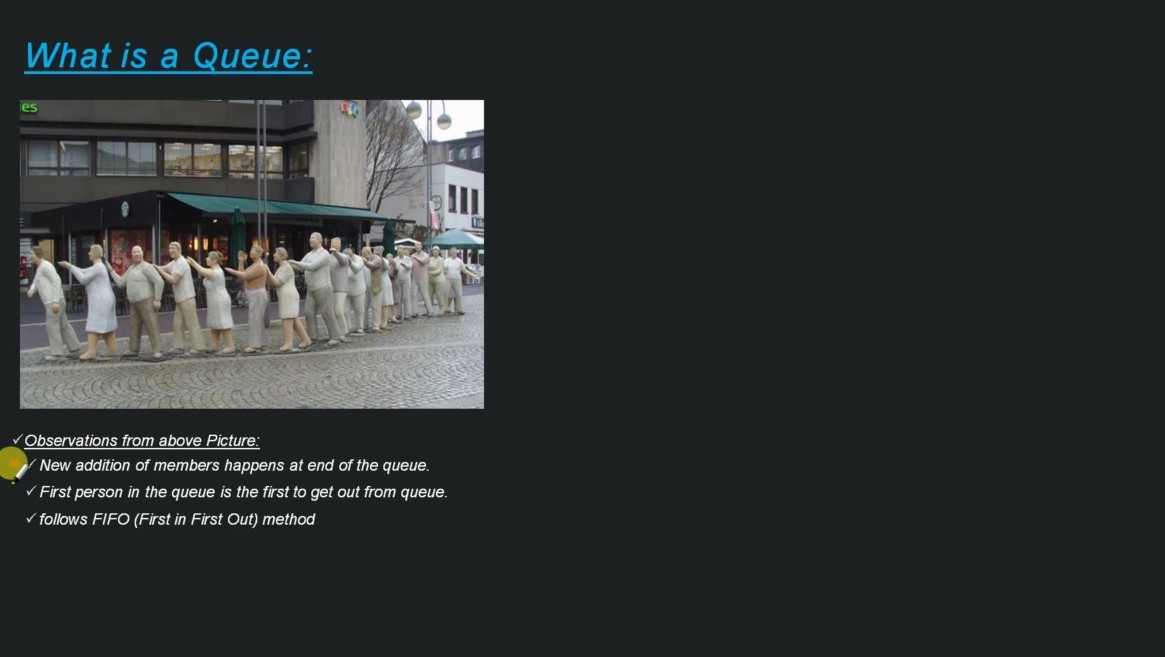 What is a Queue:
es
Observations from above Picture:
New addition of members happens at end of the queue.
First person in the queue is the first to get out from queue.
follows FIFO (First in First Out) method